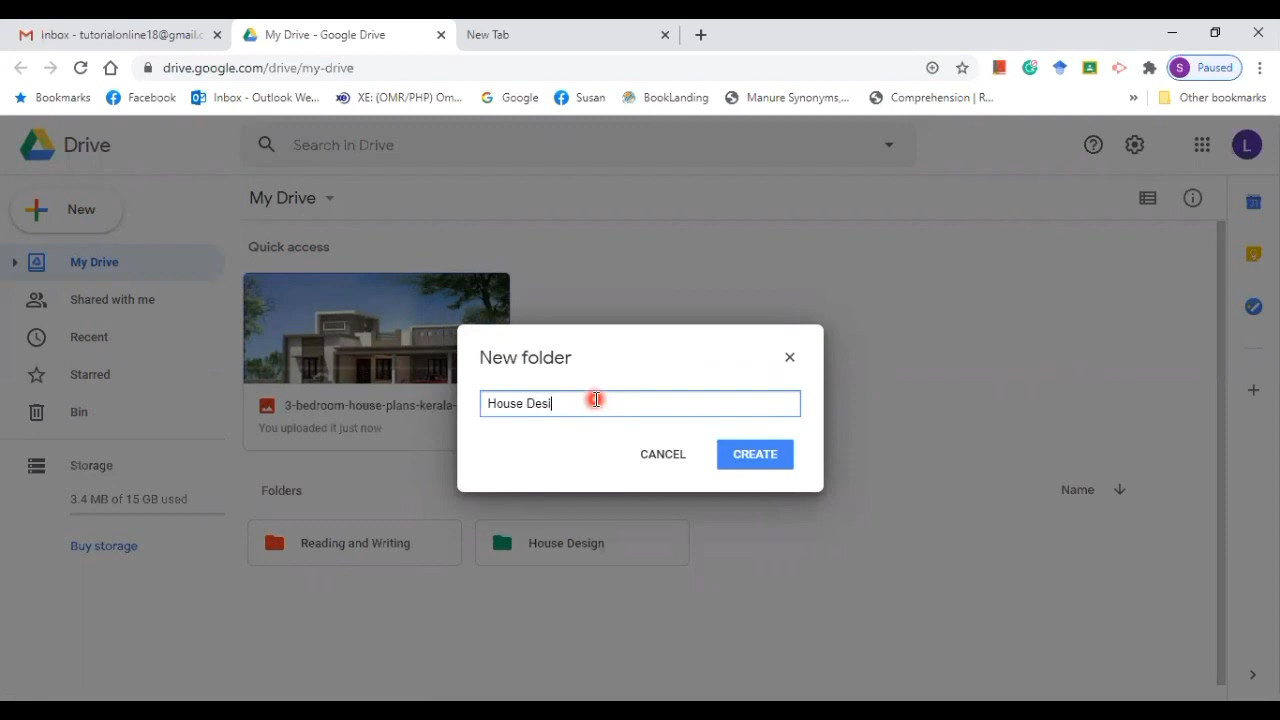 Inbox - tutorialonline18@gmail.c
My Drive - Google Drive
New Tab
drive.google.com/drive/my-drive
S Paused
Bookmarks
Facebook
Inbox - Outlook We...
XE: (OMR/PHP) Om...
Google
Susan
BookLanding
Manure Synonyms,...
Comprehension | R...
Other bookmarks
Drive
Search in Drive
L
New
My Drive
My Drive
Quick access
Shared with me
Recent
Starred
Bin
Storage
3.4 MB of 15 GB used
Buy storage
3-bedroom-house-plans-kerala-
You uploaded it just now
New folder
House Desi
CANCEL
CREATE
Folders
Name
Reading and Writing
House Design